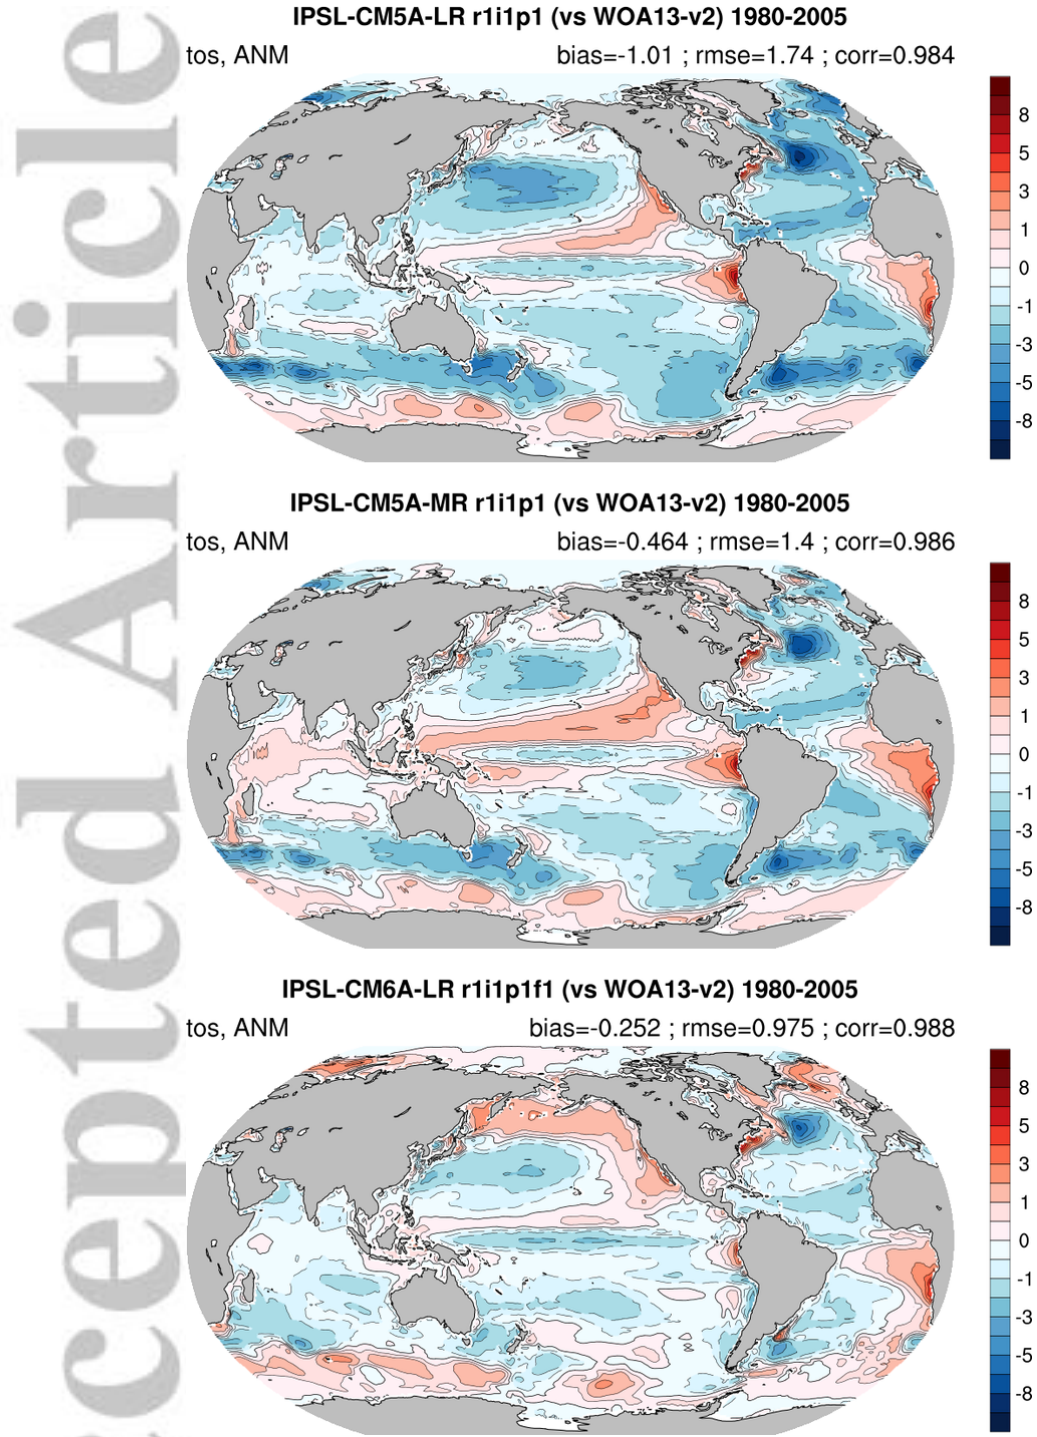 Accepted Article
IPSL-CM5A-LR r1i1p1 (vs WOA13-v2) 1980-2005
tos, ANM
bias=-1.01 ; rmse=1.74 ; corr=0.984
8
5
3
1
0
-1
-3
-5
-8
IPSL-CM5A-MR r1i1p1 (vs WOA13-v2) 1980-2005
tos, ANM
bias=-0.464 ; rmse=1.4 ; corr=0.986
8
5
3
1
0
-1
-3
-5
-8
IPSL-CM6A-LR r1i1p1f1 (vs WOA13-v2) 1980-2005
tos, ANM
bias=-0.252 ; rmse=0.975 ; corr=0.988
8
5
3
1
0
-1
-3
-5
-8